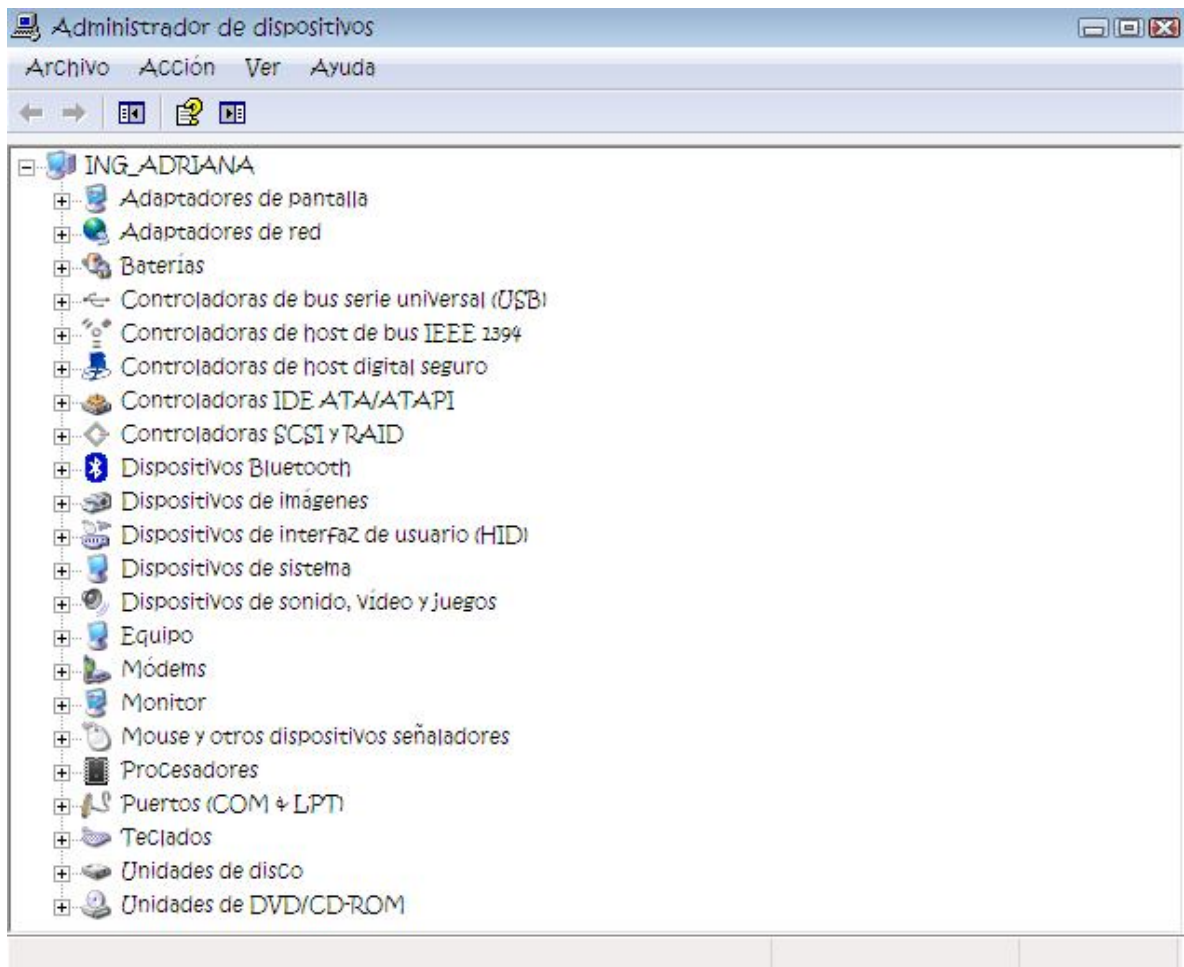 Administrador de dispositivos
Archivo Acción Ver Ayuda
ING_ADRIANA
Adaptadores de pantalla
Adaptadores de red
Baterías
Controladoras de bus serie universal (USB)
Controladoras de host de bus IEEE 1394
Controladoras de host digital seguro
Controladoras IDE ATA/ATAPI
Controladoras SCSI y RAID
Dispositivos Bluetooth
Dispositivos de imágenes
Dispositivos de interfaz de usuario (HID)
Dispositivos de sistema
Dispositivos de sonido, vídeo y juegos
Equipo
Módems
Monitor
Mouse y otros dispositivos señaladores
Procesadores
Puertos (COM & LPT)
Teclados
Unidades de disco
Unidades de DVD/CD-ROM